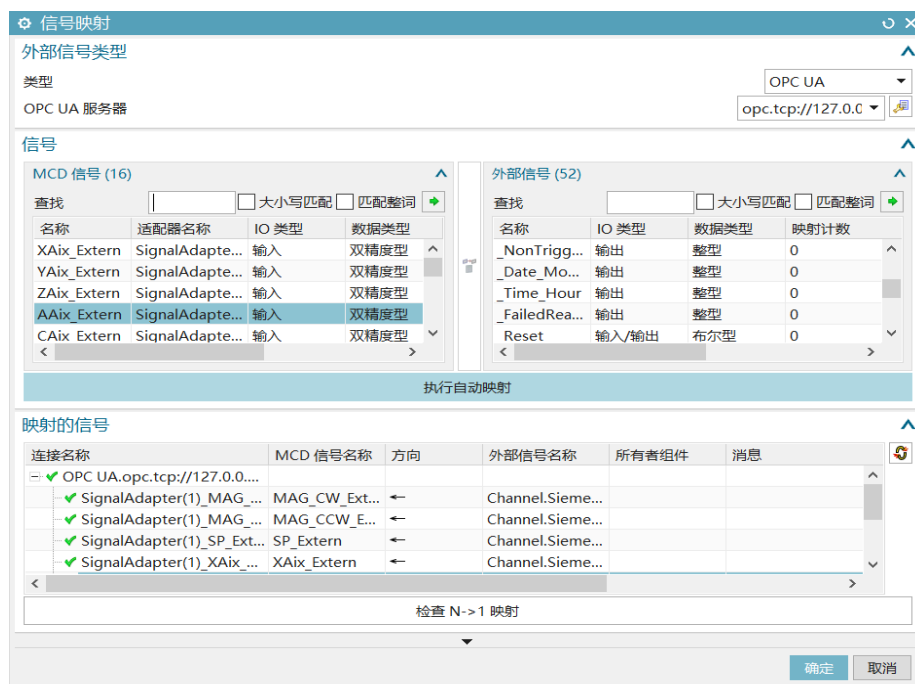 信号映射
外部信号类型
类型 OPC UA
OPC UA 服务器 opc.tcp://127.0.0
信号
MCD 信号 (16) 外部信号 (52)
查找 大小写匹配 匹配整词 查找 大小写匹配 匹配整词
名称 适配器名称 IO 类型 数据类型 名称 IO 类型 数据类型 映射计数
XAix_Extern SignalAdapte... 输入 双精度型 _NonTrigg... 输出 整型 0
YAix_Extern SignalAdapte... 输入 双精度型 _Date_Mo... 输出 整型 0
ZAix_Extern SignalAdapte... 输入 双精度型 _Time_Hour 输出 整型 0
AAix_Extern SignalAdapte... 输入 双精度型 _FailedRea... 输出 整型 0
CAix_Extern SignalAdapte... 输入 双精度型 _Reset 输入/输出 布尔型 0
执行自动映射
映射的信号
连接名称 MCD 信号名称 方向 外部信号名称 所有者组件 消息
OPC UA.opc.tcp://127.0.0....
SignalAdapter(1)_MAG_... MAG_CW_Ext... ← Channel.Sieme...
SignalAdapter(1)_MAG_... MAG_CCW_E... ← Channel.Sieme...
SignalAdapter(1)_SP_Ext... SP_Extern ← Channel.Sieme...
SignalAdapter(1)_XAix_... XAix_Extern ← Channel.Sieme...
检查 N->1 映射
确定 取消